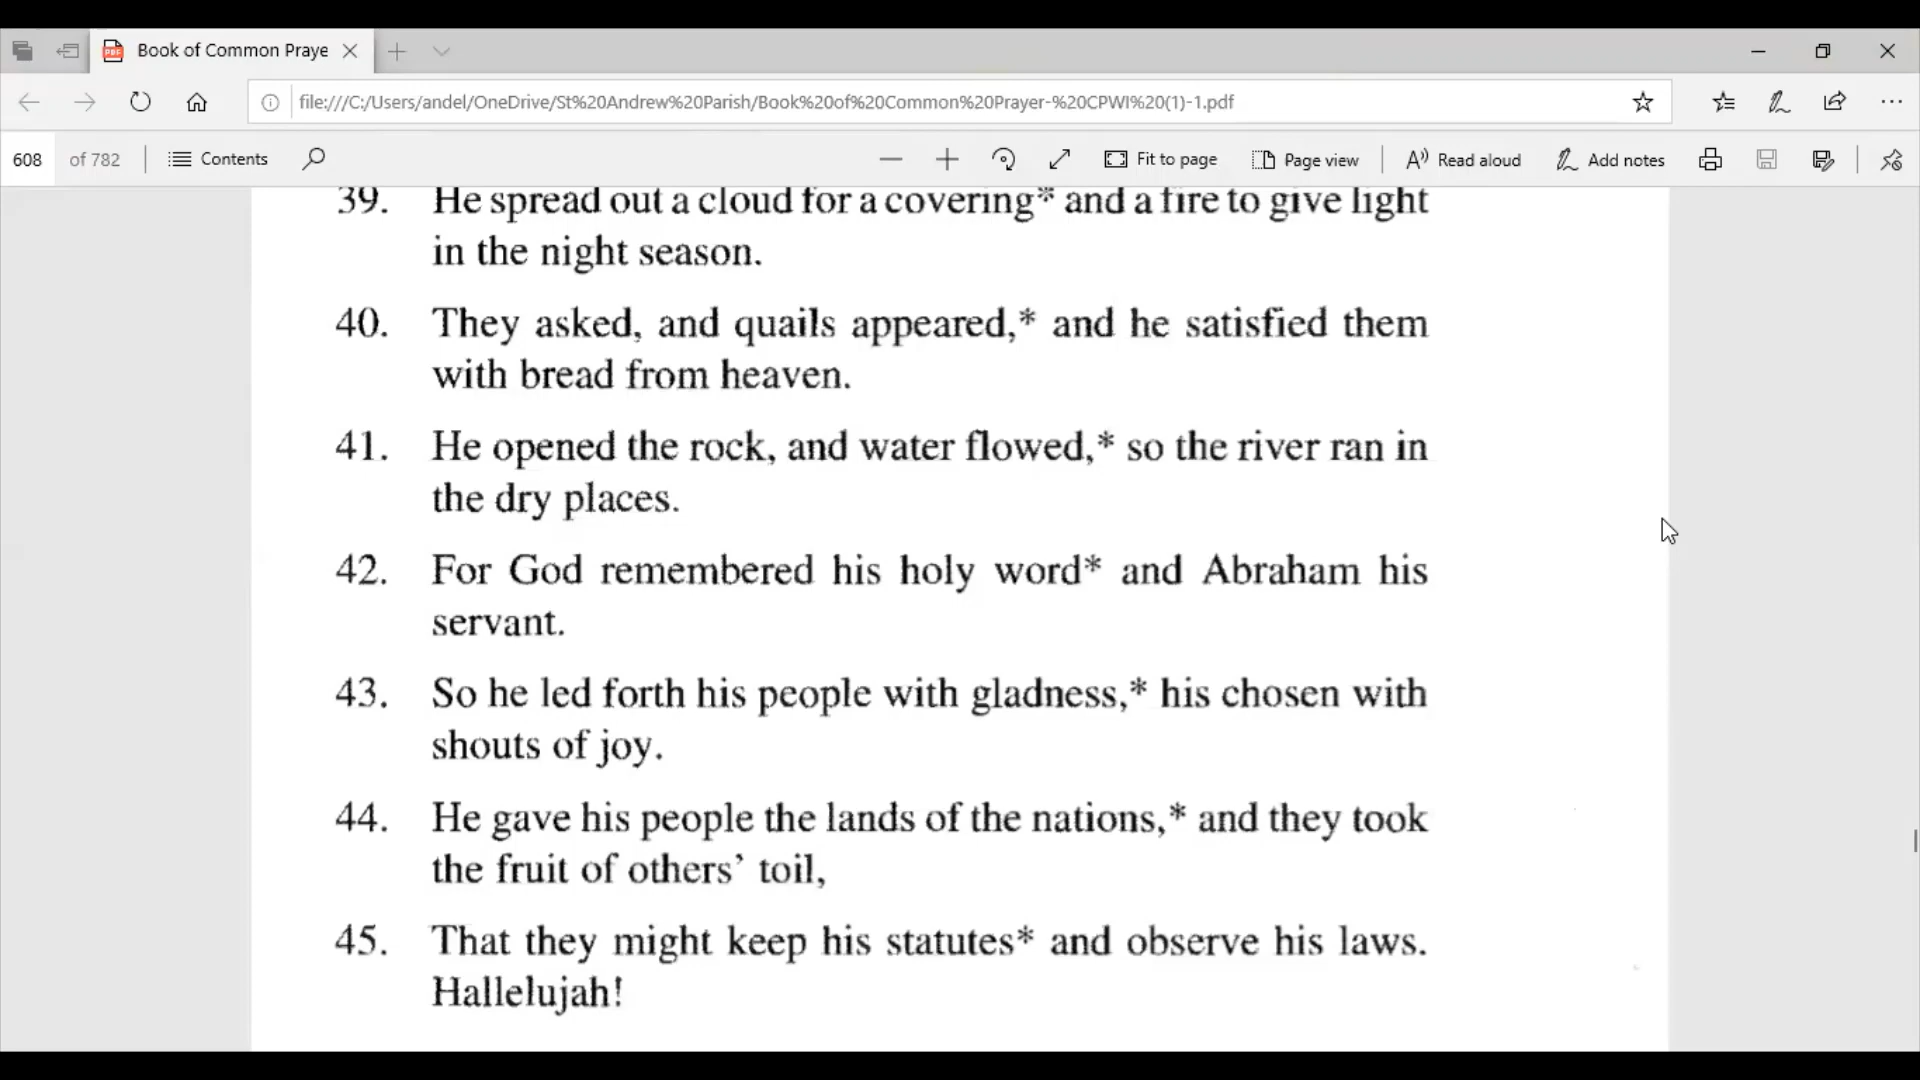 Book of Common Praye
file:///C:/Users/andel/OneDrive/St%20Andrew%20Parish/Book%20of%20Common%20Prayer-%20CPWI%20(1)-1.pdf
608 of 782 Contents Fit to page Page view Read aloud Add notes
39. He spread out a cloud for a covering* and a fire to give light
in the night season.
40. They asked, and quails appeared,* and he satisfied them
with bread from heaven.
41. He opened the rock, and water flowed,* so the river ran in
the dry places.
42. For God remembered his holy word* and Abraham his
servant.
43. So he led forth his people with gladness,* his chosen with
shouts of joy.
44. He gave his people the lands of the nations,* and they took
the fruit of others’ toil,
45. That they might keep his statutes* and observe his laws.
Hallelujah!